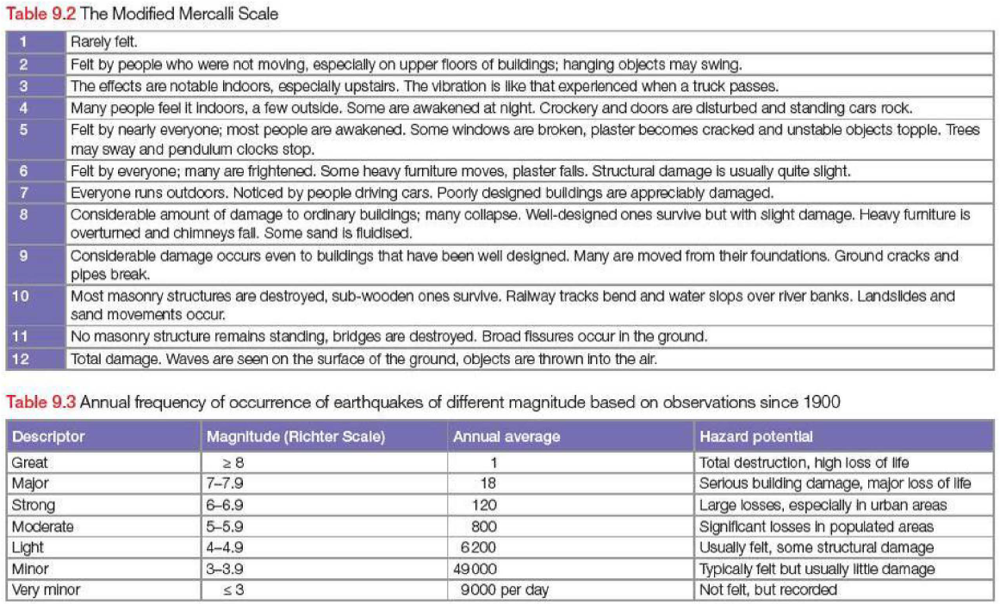 Table 9.2 The Modified Mercalli Scale
1 Rarely felt.
2 Felt by people who were not moving, especially on upper floors of buildings; hanging objects may swing.
3 The effects are notable indoors, especially upstairs. The vibration is like that experienced when a truck passes.
4 Many people feel it indoors, a few outside. Some are awakened at night. Crockery and doors are disturbed and standing cars rock.
5 Felt by nearly everyone; most people are awakened. Some windows are broken, plaster becomes cracked and unstable objects topple. Trees
may sway and pendulum clocks stop.
6 Felt by everyone; many are frightened. Some heavy furniture moves, plaster falls. Structural damage is usually quite slight.
7 Everyone runs outdoors. Noticed by people driving cars. Poorly designed buildings are appreciably damaged.
8 Considerable amount of damage to ordinary buildings; many collapse. Well-designed ones survive but with slight damage. Heavy furniture is
overturned and chimneys fall. Some sand is fluidised.
9 Considerable damage occurs even to buildings that have been well designed. Many are moved from their foundations. Ground cracks and
pipes break.
10 Most masonry structures are destroyed, sub-wooden ones survive. Railway tracks bend and water slops over river banks. Landslides and
sand movements occur.
11 No masonry structure remains standing, bridges are destroyed. Broad fissures occur in the ground.
12 Total damage. Waves are seen on the surface of the ground, objects are thrown into the air.
Table 9.3 Annual frequency of occurrence of earthquakes of different magnitude based on observations since 1900
Descriptor Magnitude (Richter Scale) Annual average Hazard potential
Great ≥ 8 1 Total destruction, high loss of life
Major 7–7.9 18 Serious building damage, major loss of life
Strong 6–6.9 120 Large losses, especially in urban areas
Moderate 5–5.9 800 Significant losses in populated areas
Light 4–4.9 6200 Usually felt, some structural damage
Minor 3–3.9 49000 Typically felt but usually little damage
Very minor ≤ 3 9000 per day Not felt, but recorded